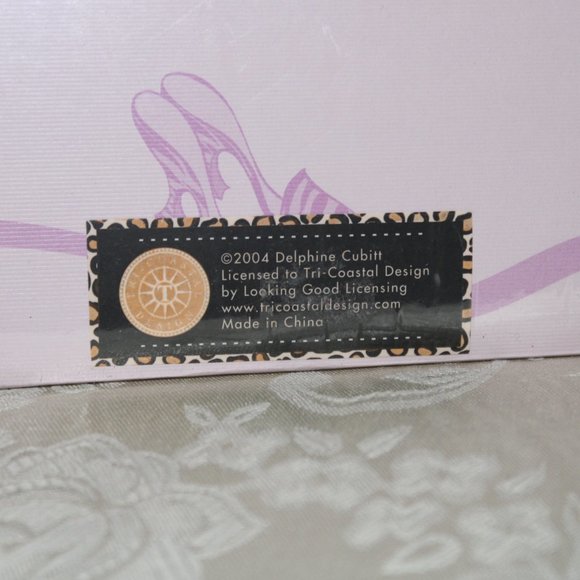 ©2004 Delphine Cubitt
Licensed to Tri-Coastal Design
by Looking Good Licensing
www.tricoastaldesign.com
Made in China
T